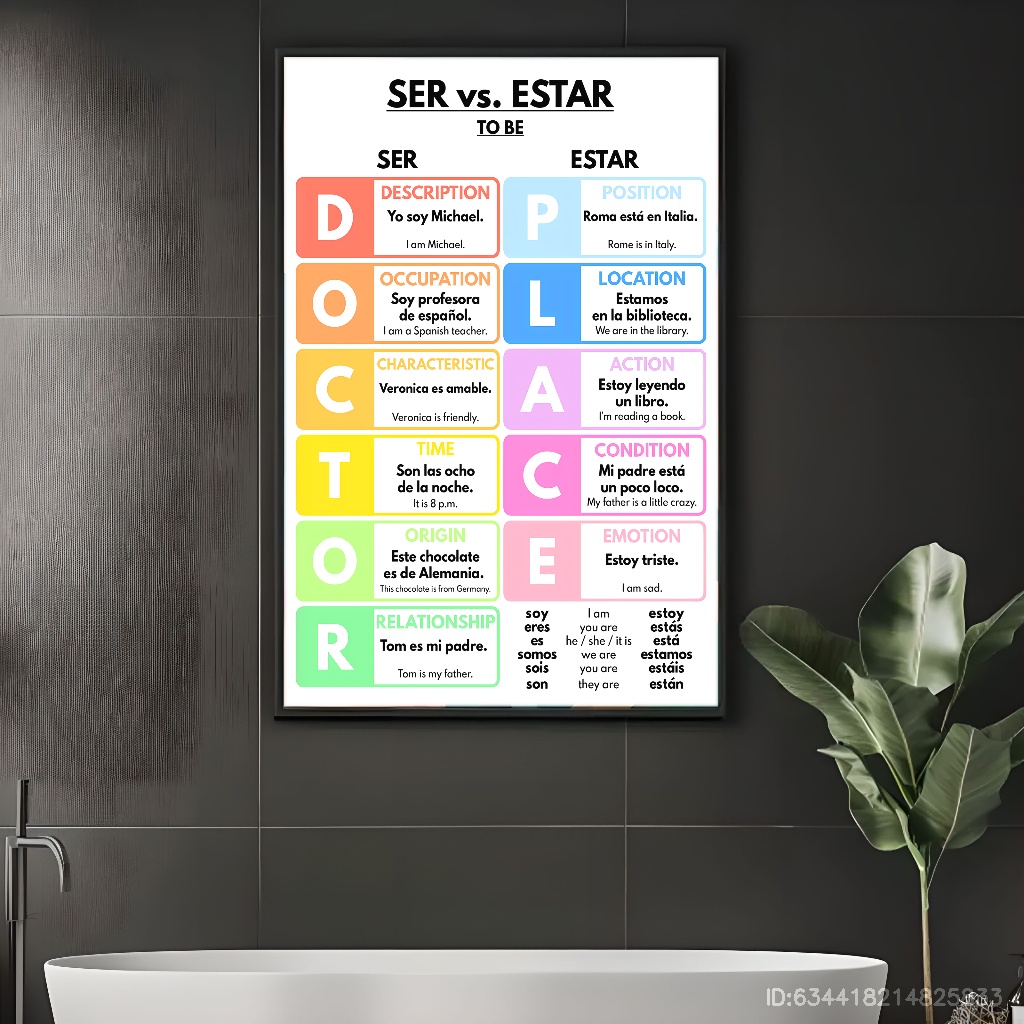 SER vs. ESTAR
TO BE
SER
D
DESCRIPTION
Yo soy Michael.
I am Michael.
O
OCCUPATION
Soy profesora
de español.
I am a Spanish teacher.
C
CHARACTERISTIC
Veronica es amable.
Veronica is friendly.
T
TIME
Son las ocho
de la noche.
It is 8 p.m.
O
ORIGIN
Este chocolate
es de Alemania.
This chocolate is from Germany.
R
RELATIONSHIP
Tom es mi padre.
Tom is my father.
ESTAR
P
POSITION
Roma está en Italia.
Rome is in Italy.
L
LOCATION
Estamos
en la biblioteca.
We are in the library.
A
ACTION
Estoy leyendo
un libro.
I'm reading a book.
C
CONDITION
Mi padre está
un poco loco.
My father is a little crazy.
E
EMOTION
Estoy triste.
I am sad.
soy I am estoy
eres you are estás
es he / she / it is está
somos we are estamos
sois you are estáis
son they are están
ID:634418214825933